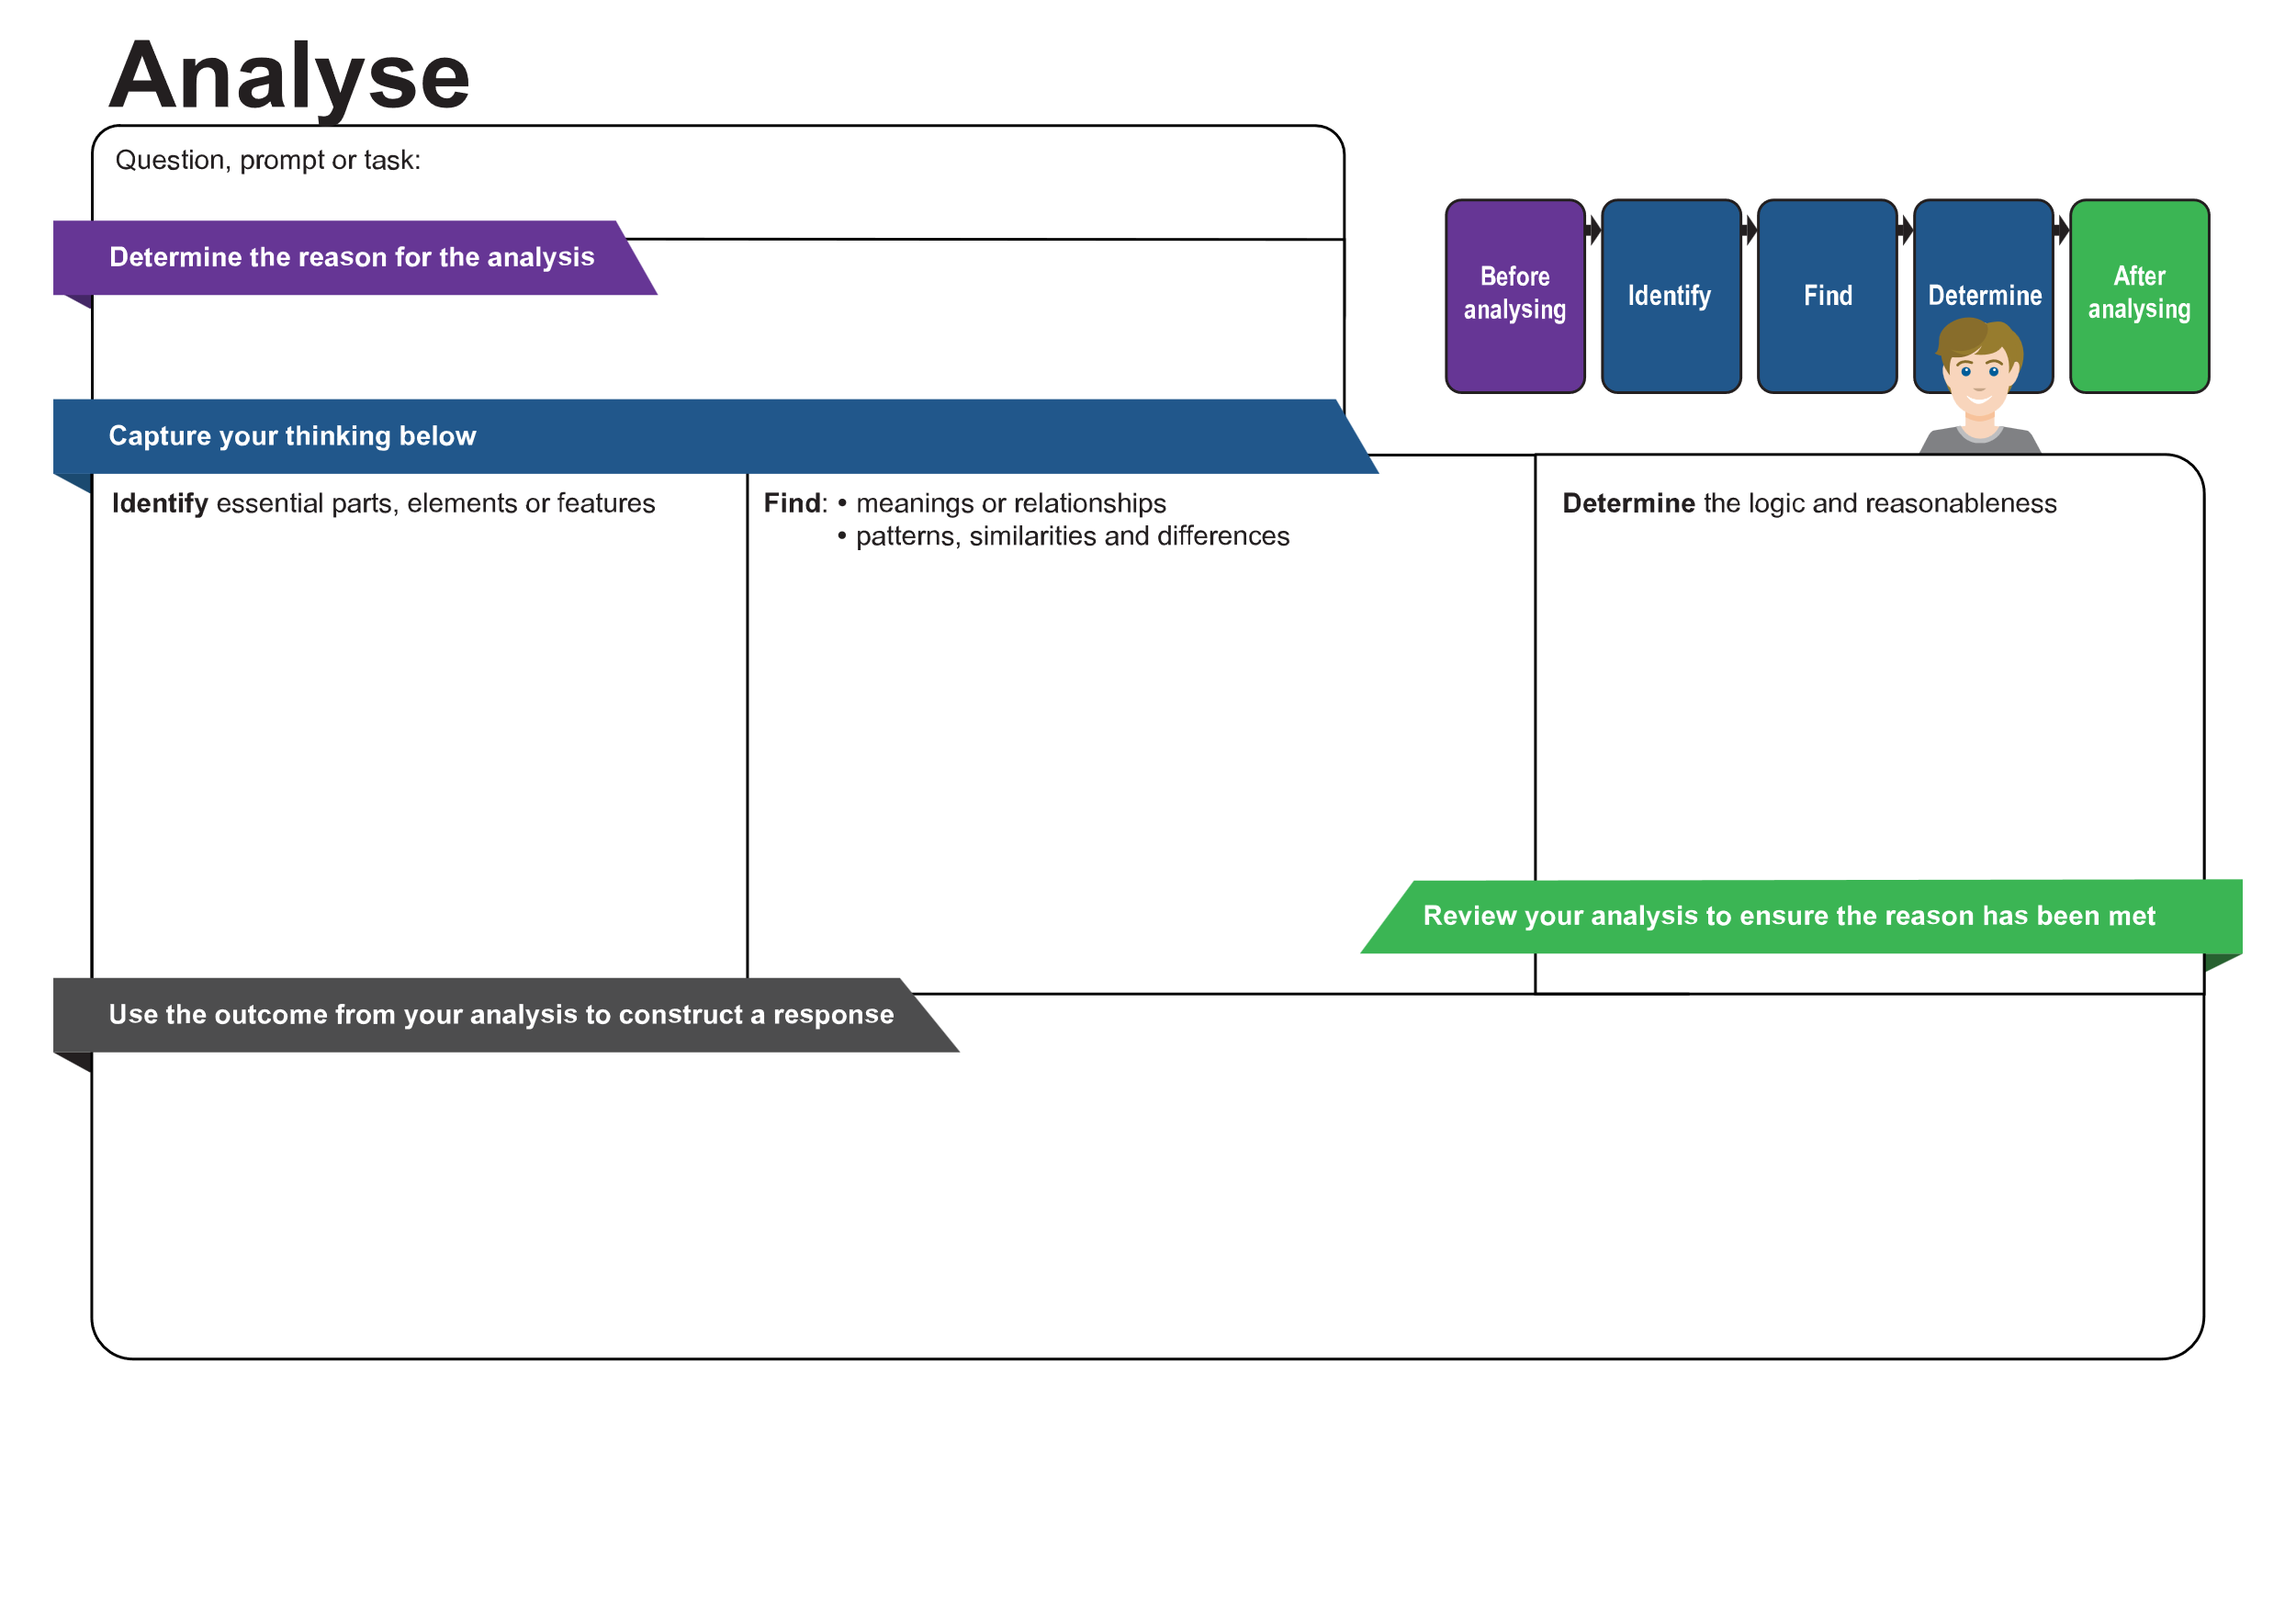 Analyse
Question, prompt or task:
Determine the reason for the analysis
Before
analysing
Identify
Find
Determine
After
analysing
Capture your thinking below
Identify essential parts, elements or features
Find: • meanings or relationships
• patterns, similarities and differences
Determine the logic and reasonableness
Review your analysis to ensure the reason has been met
Use the outcome from your analysis to construct a response